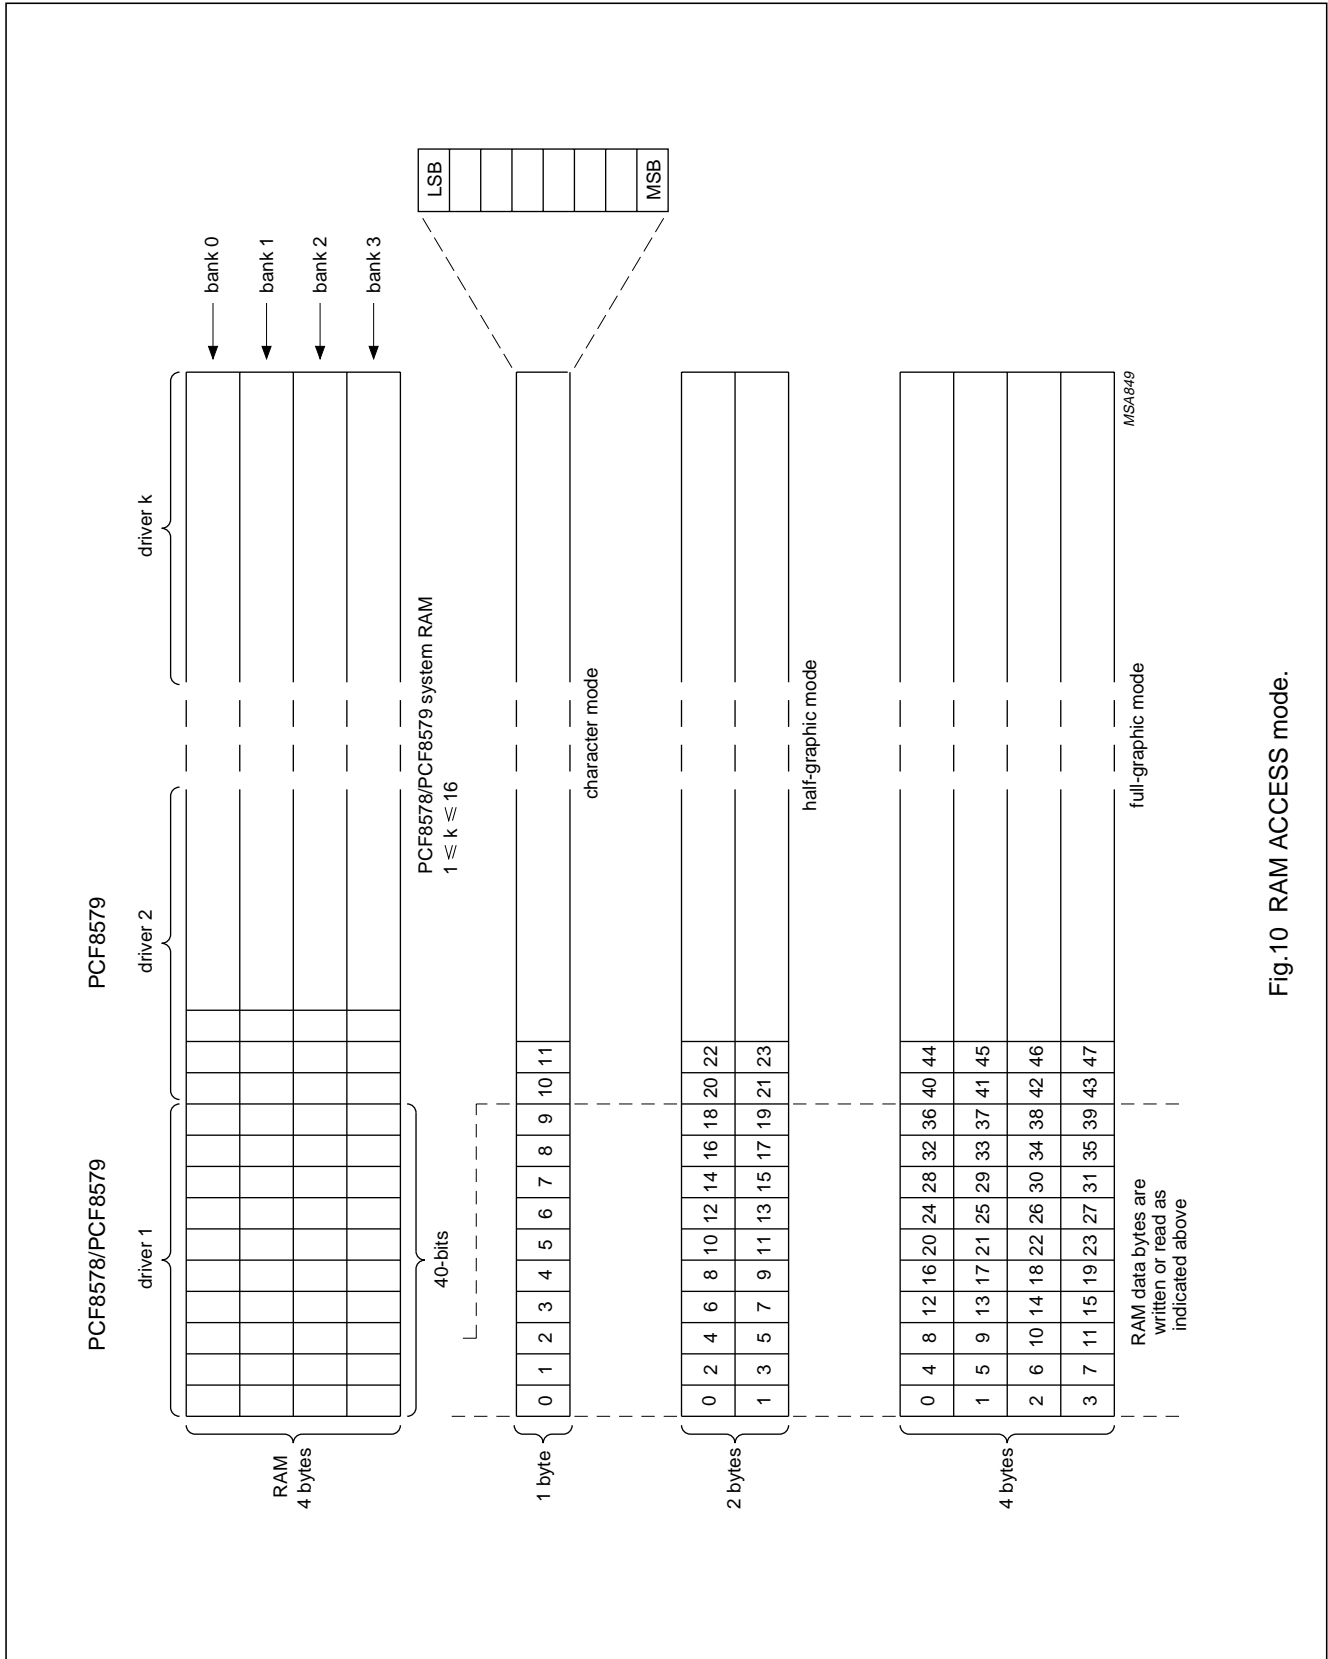 PCF8578/PCF8579
PCF8579
driver 1
driver 2
driver k
RAM
4 bytes
bank 0
bank 1
bank 2
bank 3
40-bits
PCF8578/PCF8579 system RAM
1 ⩽ k ⩽ 16
LSB
MSB
1 byte
0 1 2 3 4 5 6 7 8 9 10 11
character mode
2 bytes
0 2 4 6 8 10 12 14 16 18 20 22
1 3 5 7 9 11 13 15 17 19 21 23
half-graphic mode
4 bytes
0 4 8 12 16 20 24 28 32 36 40 44
1 5 9 13 17 21 25 29 33 37 41 45
2 6 10 14 18 22 26 30 34 38 42 46
3 7 11 15 19 23 27 31 35 39 43 47
RAM data bytes are
written or read as
indicated above
full-graphic mode
MSA849
Fig.10 RAM ACCESS mode.